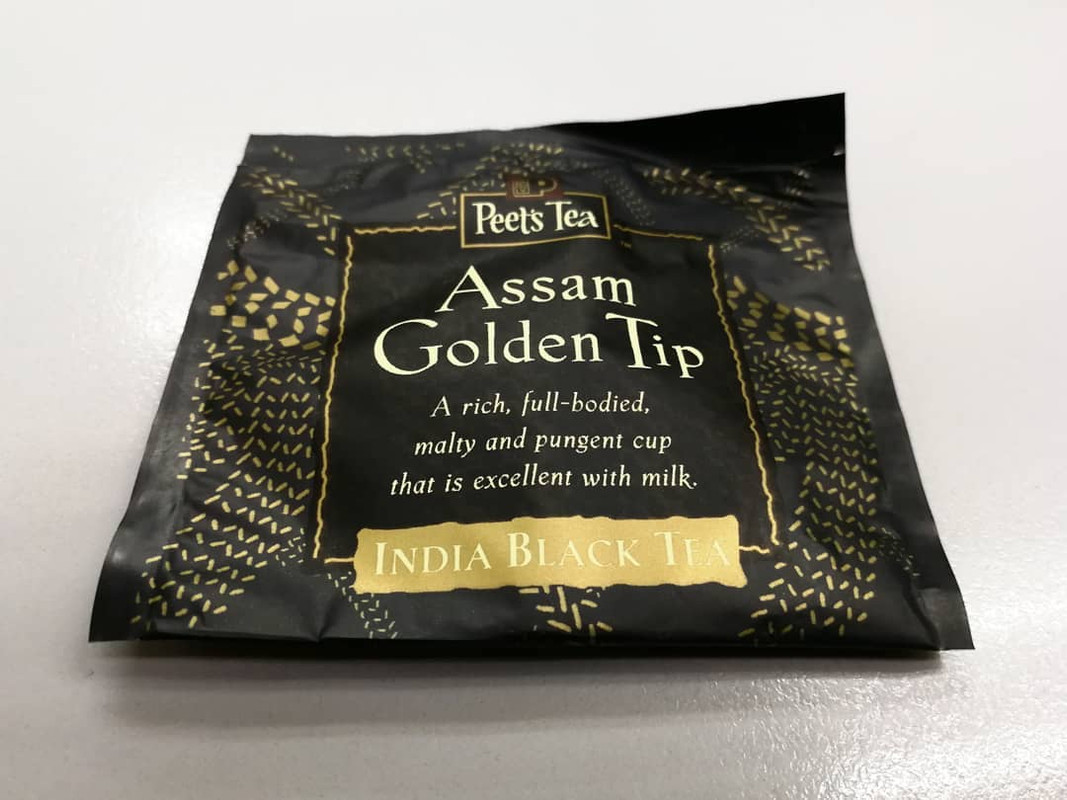 Peet's Tea
Assam
Golden Tip
A rich, full-bodied,
malty and pungent cup
that is excellent with milk.
INDIA BLACK TEA